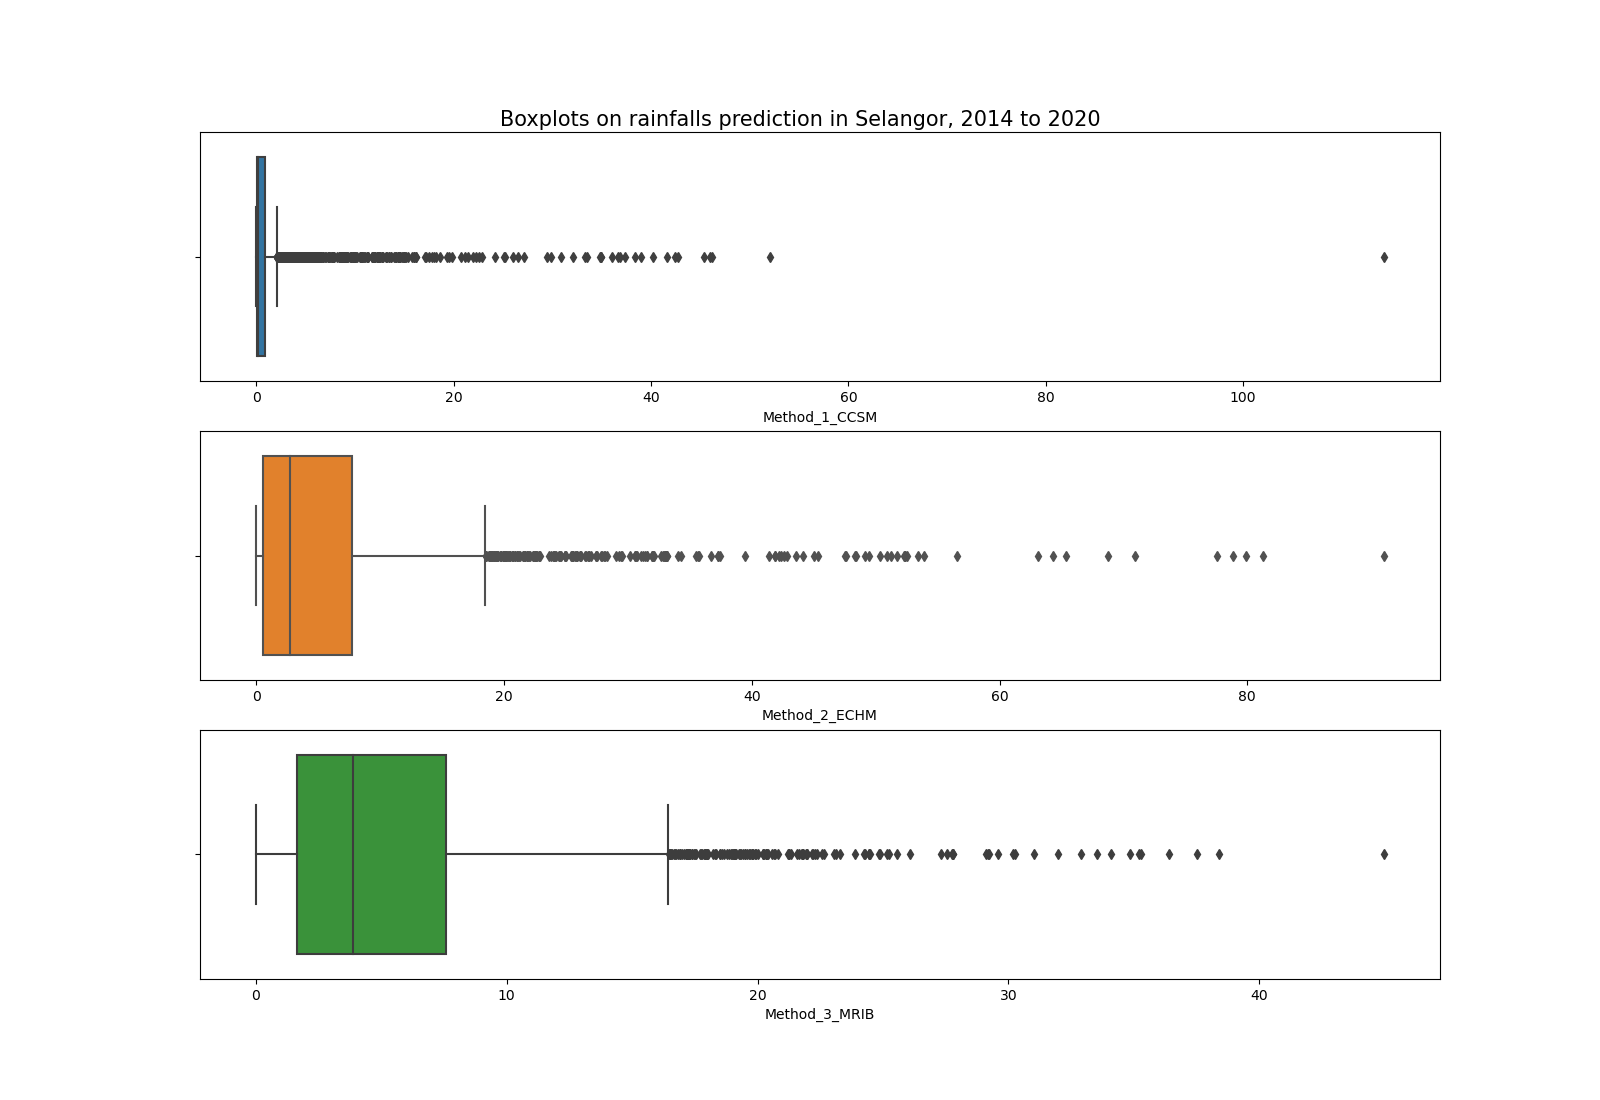 Boxplots on rainfalls prediction in Selangor, 2014 to 2020
0 20 40 60 80 100
Method_1_CCSM
0 20 40 60 80
Method_2_ECHM
0 10 20 30 40
Method_3_MRIB